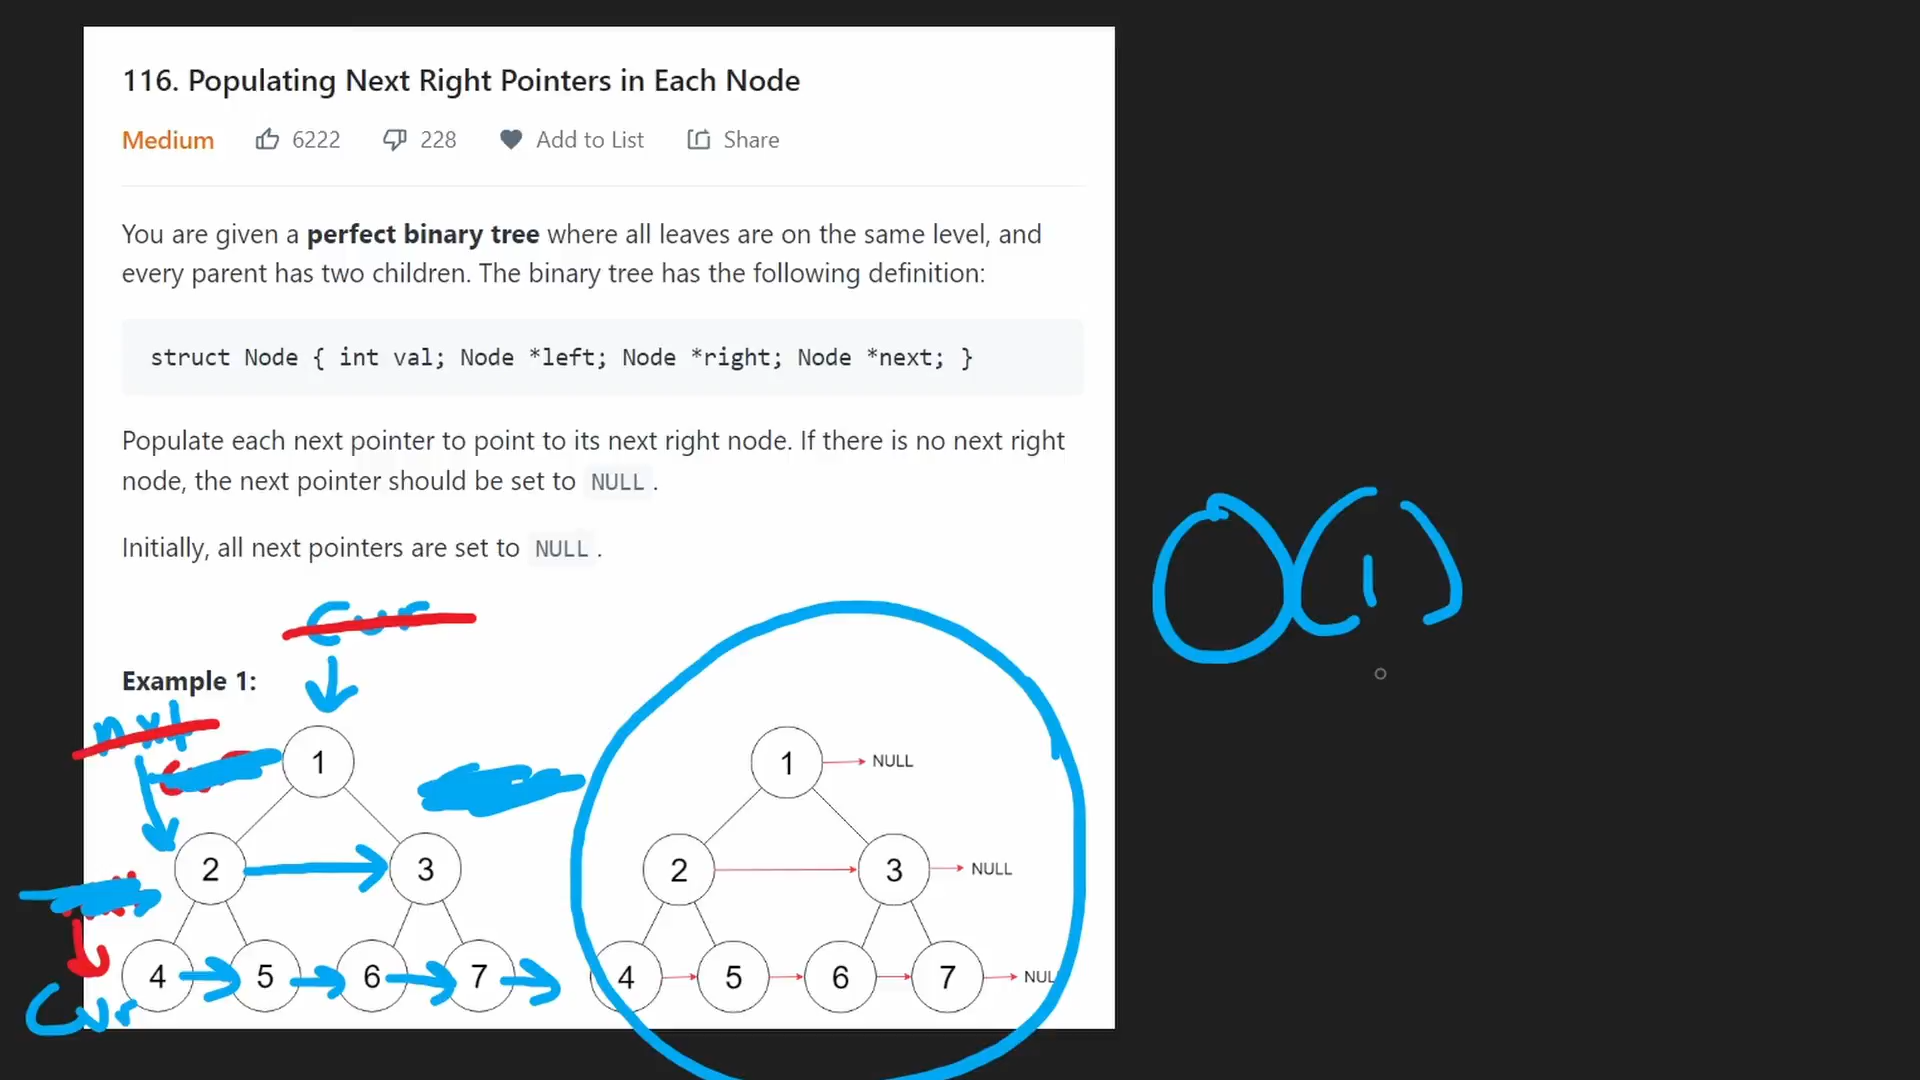 116. Populating Next Right Pointers in Each Node
Medium 6222 228 Add to List Share
You are given a perfect binary tree where all leaves are on the same level, and
every parent has two children. The binary tree has the following definition:
struct Node { int val; Node *left; Node *right; Node *next; }
Populate each next pointer to point to its next right node. If there is no next right
node, the next pointer should be set to NULL.
Initially, all next pointers are set to NULL.
Cur
O(1)
Example 1:
nxt
1
1 NULL
2 3
2 3 NULL
4 5 6 7
4 5 6 7 NUL
Cur